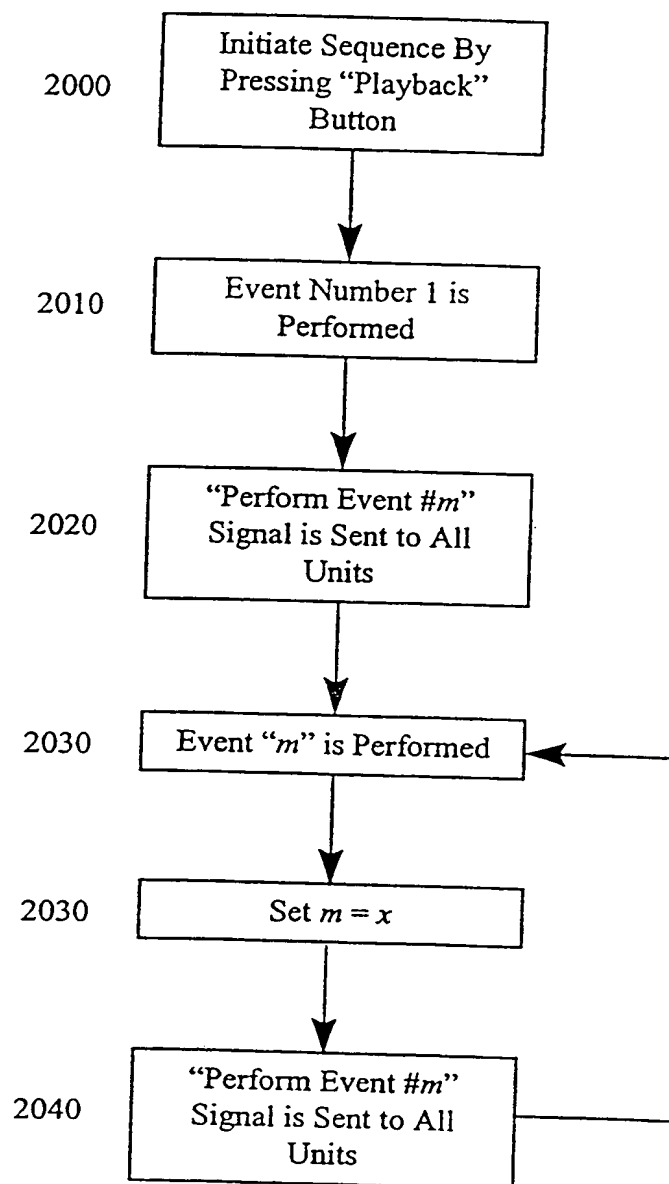 2000
Initiate Sequence By
Pressing “Playback”
Button
2010
Event Number 1 is
Performed
2020
“Perform Event #m”
Signal is Sent to All
Units
2030
Event “m” is Performed
2030
Set m = x
2040
“Perform Event #m”
Signal is Sent to All
Units